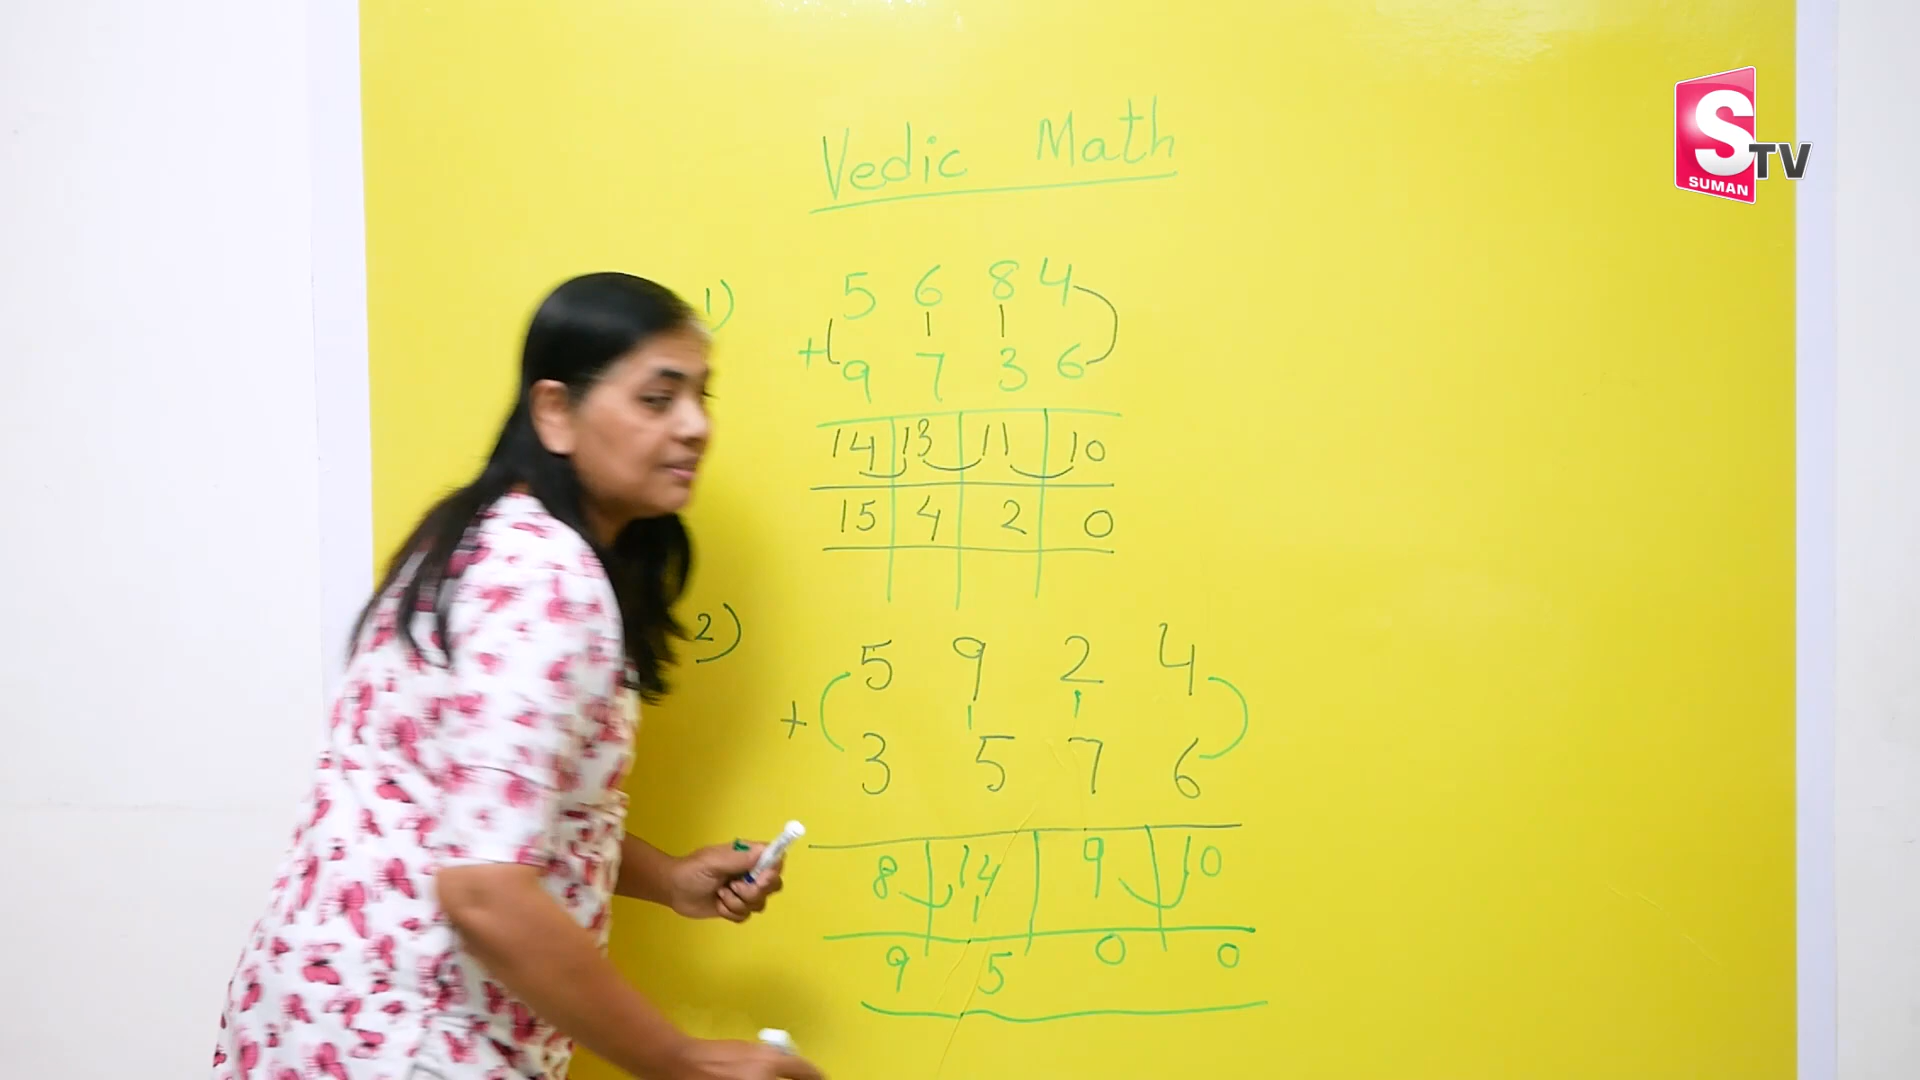 Vedic Math
S TV
SUMAN
1) 5 6 8 4
+ 9 7 3 6
14 13 11 10
15 4 2 0
2) 5 9 2 4
+ 3 5 7 6
8 14 9 10
1
9 5 0 0